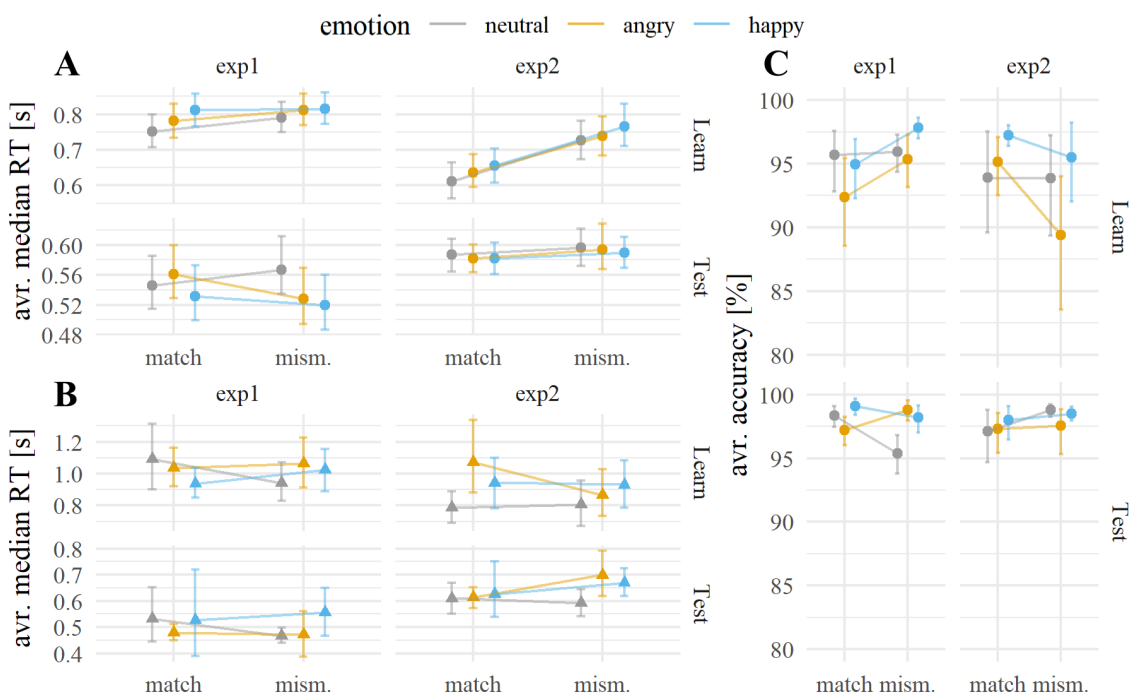 emotion neutral angry happy
A
exp1 exp2
avr. median RT [s]
0.8
0.7
0.6
Learn
0.60
0.56
0.52
0.48
Test
match mism. match mism.
B
exp1 exp2
avr. median RT [s]
1.2
1.0
0.8
Learn
0.8
0.7
0.6
0.5
0.4
Test
match mism. match mism.
C
exp1 exp2
avr. accuracy [%]
100
95
90
85
80
Learn
100
95
90
85
80
Test
match mism. match mism.